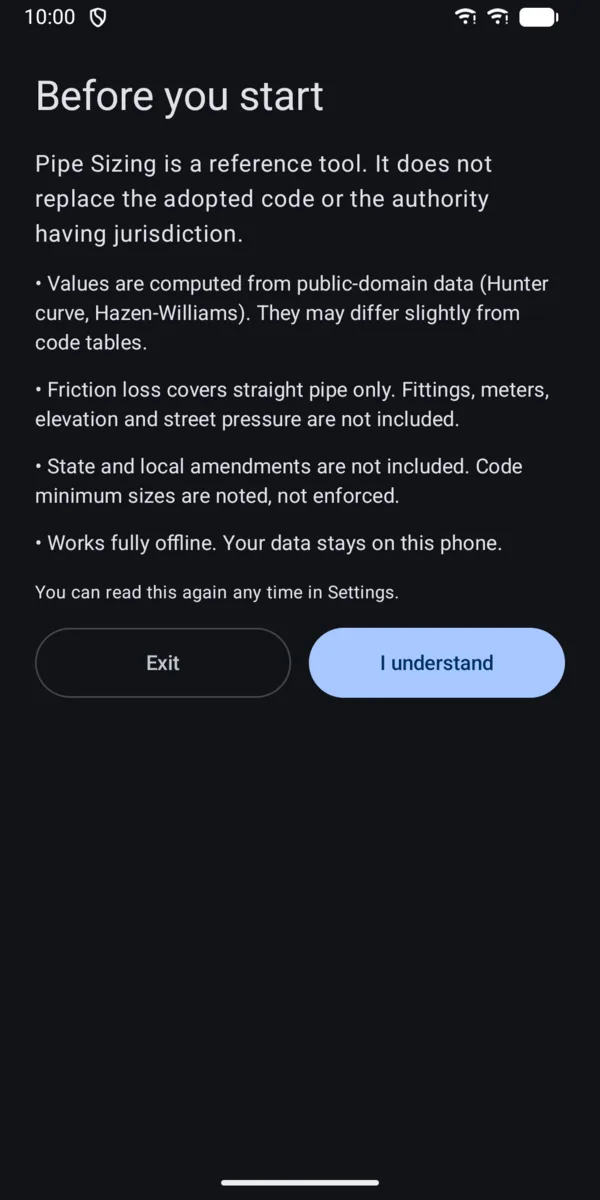 10:00
Before you start
Pipe Sizing is a reference tool. It does not
replace the adopted code or the authority
having jurisdiction.
• Values are computed from public-domain data (Hunter
curve, Hazen-Williams). They may differ slightly from
code tables.
• Friction loss covers straight pipe only. Fittings, meters,
elevation and street pressure are not included.
• State and local amendments are not included. Code
minimum sizes are noted, not enforced.
• Works fully offline. Your data stays on this phone.
You can read this again any time in Settings.
Exit
I understand